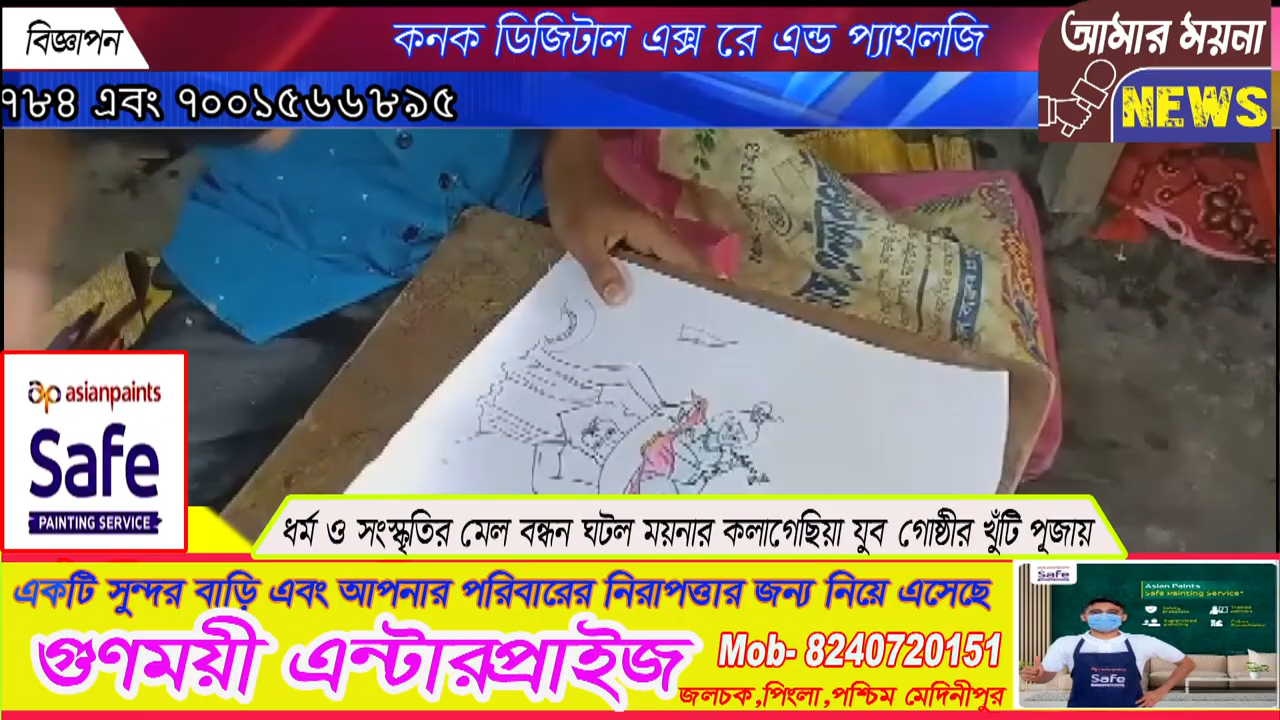 বিজ্ঞাপন
কনক ডিজিটাল এক্স রে এন্ড প্যাথলজি
আমার ময়না
NEWS
৭৮৪ এবং ৭০০১৫৬৬৮৯৫
asianpaints
Safe
PAINTING SERVICE
ধর্ম ও সংস্কৃতির মেল বন্ধন ঘটল ময়নার কলাগেছিয়া যুব গোষ্ঠীর খুঁটি পূজায়
একটি সুন্দর বাড়ি এবং আপনার পরিবারের নিরাপত্তার জন্য নিয়ে এসেছে
গুণময়ী এন্টারপ্রাইজ
Mob- 8240720151
জলচক,পিংলা,পশ্চিম মেদিনীপুর
Safe
Asian Paints
Safe Painting Service
Safe